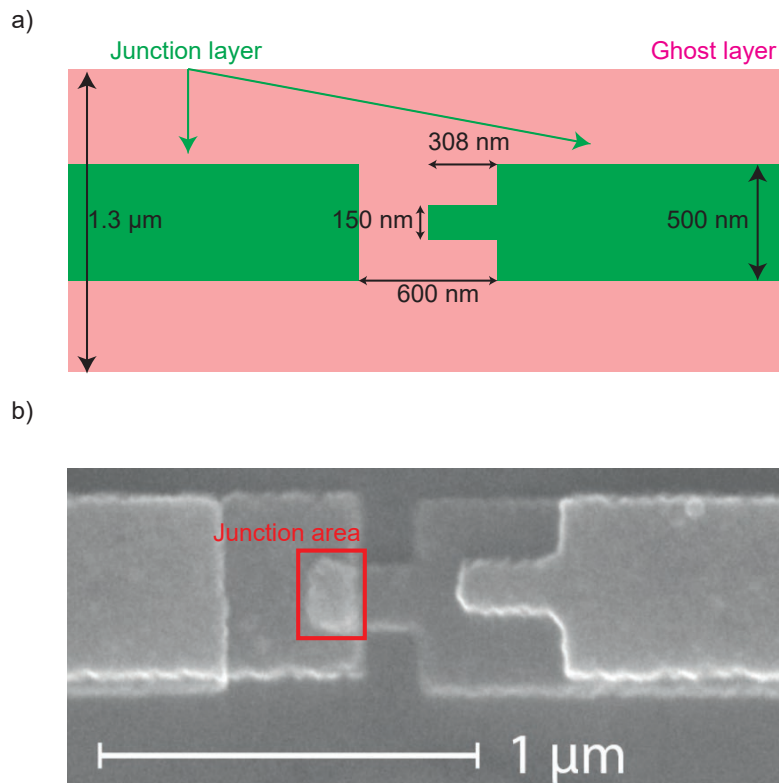 a)
Junction layer
Ghost layer
308 nm
1.3 µm
150 nm
500 nm
600 nm
b)
Junction area
1 µm